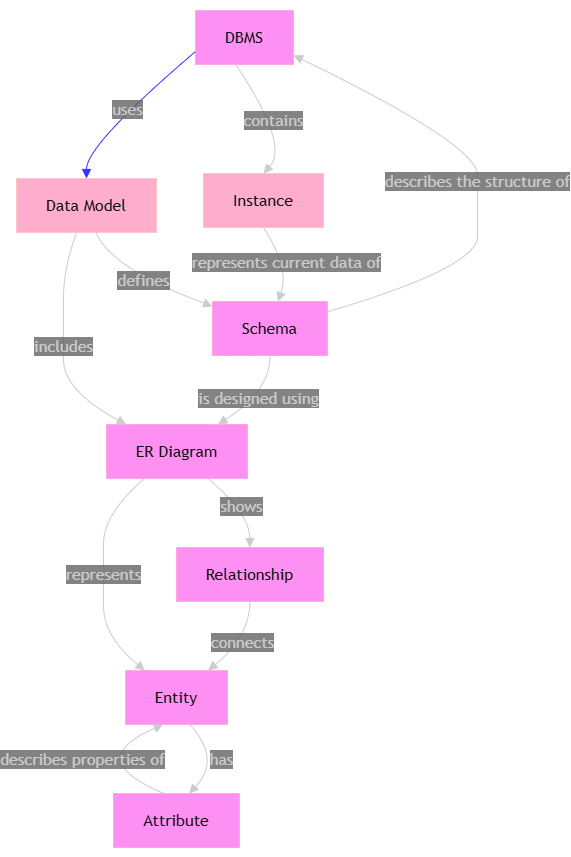 DBMS
uses
contains
describes the structure of
Data Model
Instance
represents current data of
defines
Schema
includes
is designed using
ER Diagram
shows
represents
Relationship
connects
Entity
describes properties of
has
Attribute